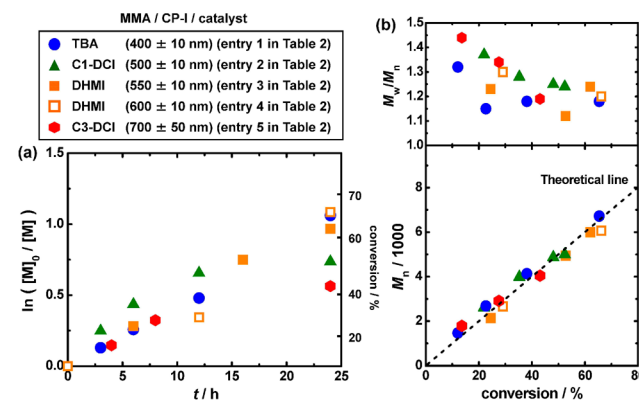 MMA / CP-I / catalyst
TBA (400 ± 10 nm) (entry 1 in Table 2)
C1-DCI (500 ± 10 nm) (entry 2 in Table 2)
DHMI (550 ± 10 nm) (entry 3 in Table 2)
DHMI (600 ± 10 nm) (entry 4 in Table 2)
C3-DCI (700 ± 50 nm) (entry 5 in Table 2)
(a)
ln ( [M]0 / [M] )
1.5
1.0
0.5
0.0
0 5 10 15 20 25
t / h
70
60
40
20
conversion / %
(b)
Mw/Mn
1.5
1.4
1.3
1.2
1.1
1.0
Theoretical line
Mn / 1000
8
6
4
2
0
0 20 40 60 80
conversion / %